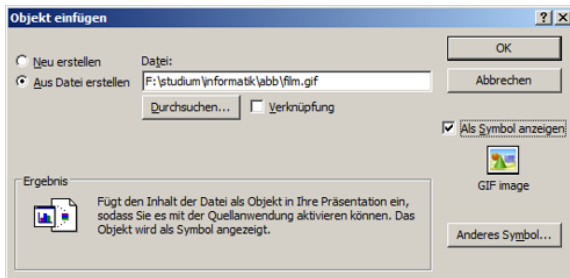 Objekt einfügen
Neu erstellen
Aus Datei erstellen
Datei:
F:\studium\informatik\abb\film.gif
Durchsuchen...
Verknüpfung
OK
Abbrechen
Als Symbol anzeigen
GIF image
Anderes Symbol...
Ergebnis
Fügt den Inhalt der Datei als Objekt in Ihre Präsentation ein,
sodass Sie es mit der Quellanwendung aktivieren können. Das
Objekt wird als Symbol angezeigt.